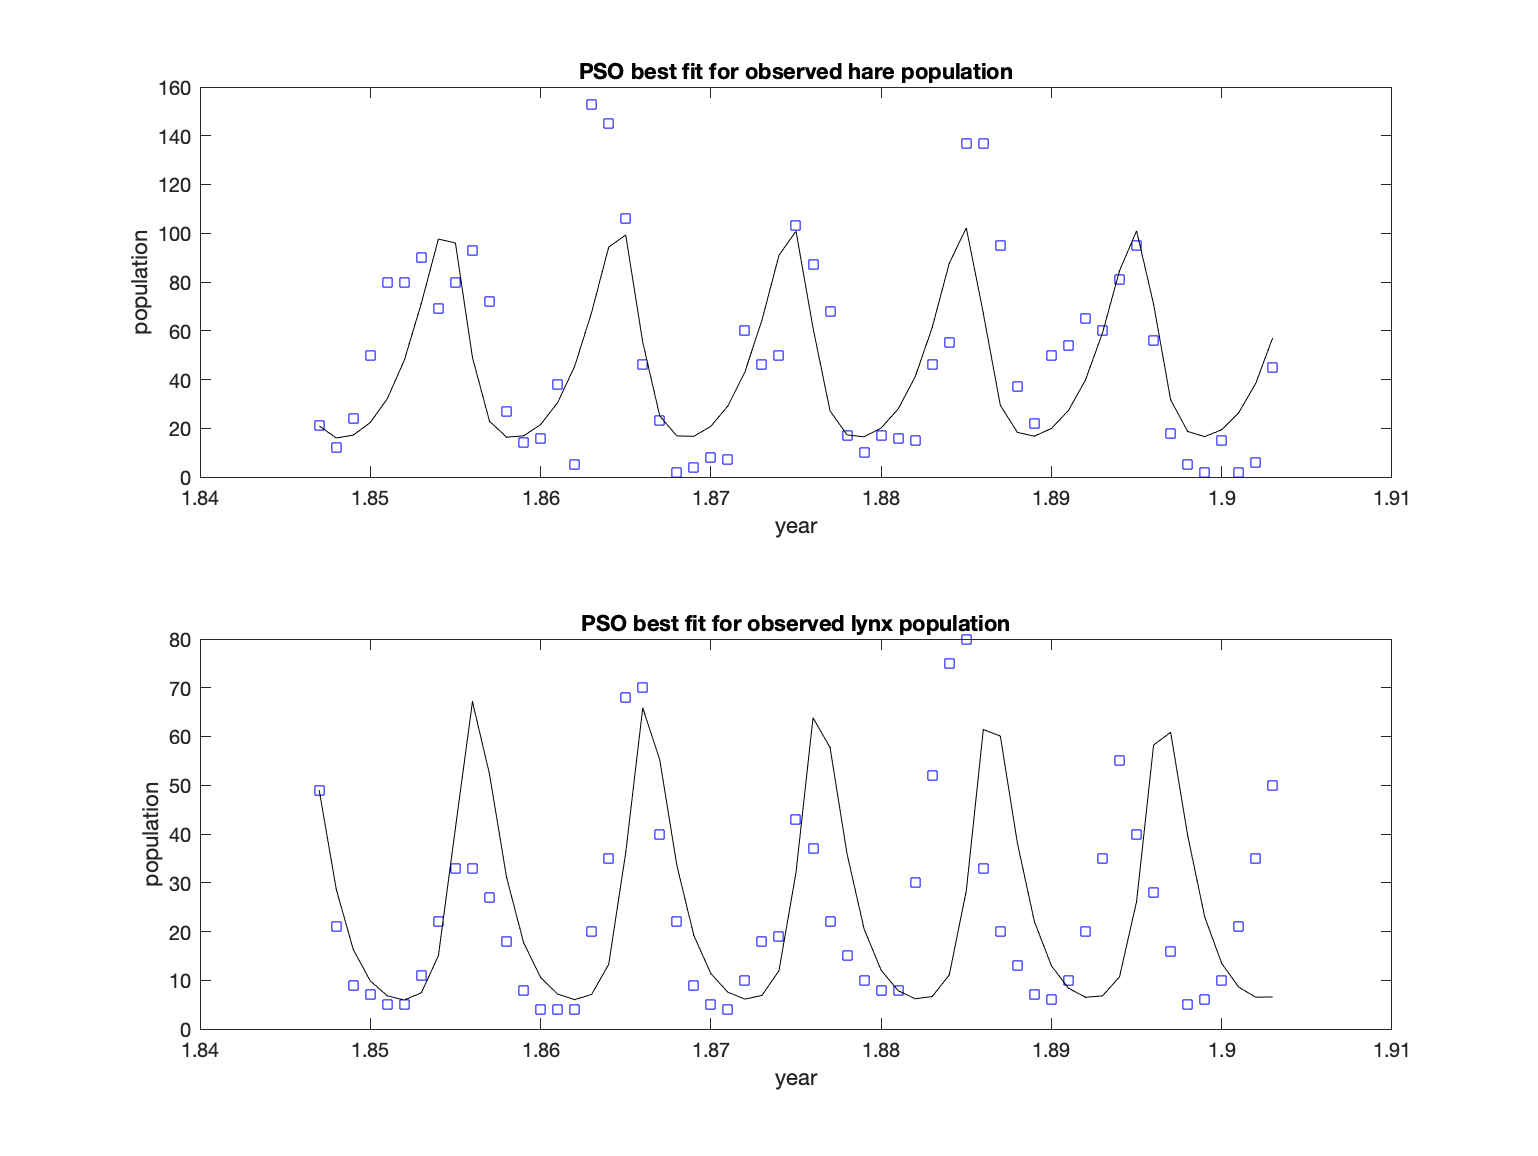 PSO best fit for observed hare population
160
140
120
100
80
60
40
20
0
population
1.84 1.85 1.86 1.87 1.88 1.89 1.9 1.91
year
PSO best fit for observed lynx population
80
70
60
50
40
30
20
10
0
population
1.84 1.85 1.86 1.87 1.88 1.89 1.9 1.91
year